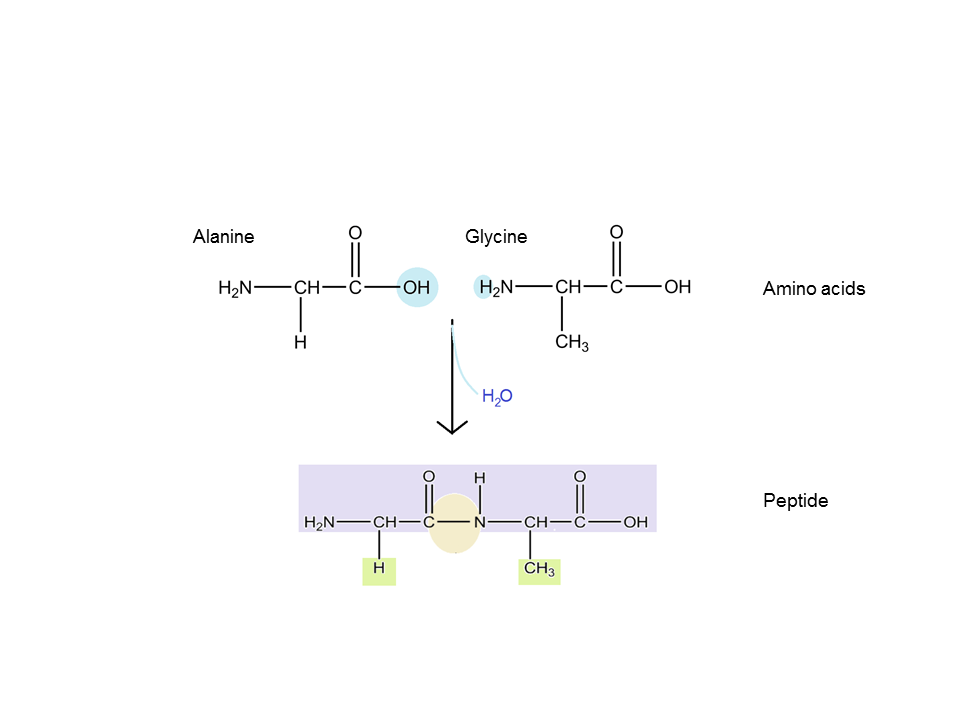 Alanine
Glycine
O
O
H₂N CH C OH
H₂N CH C OH
Amino acids
H
CH₃
H₂O
O
H
O
Peptide
H₂N CH C N CH C OH
H
CH₃